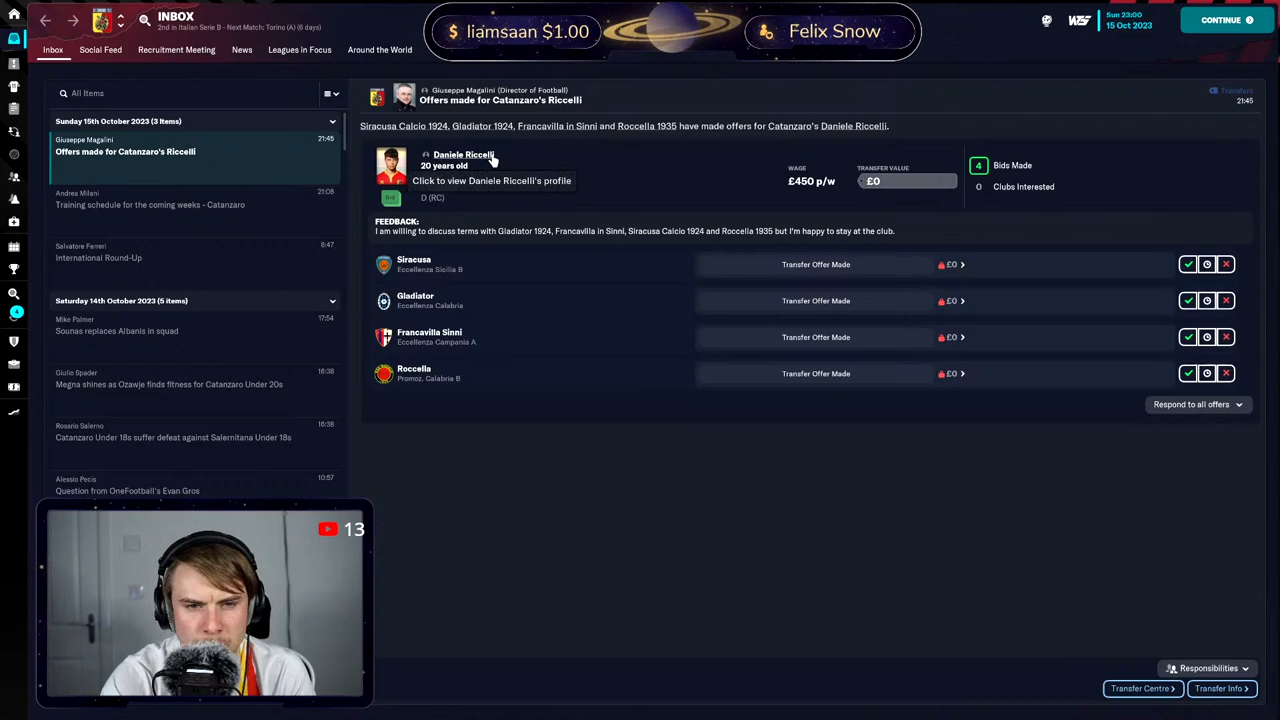 INBOX
2nd in Italian Serie B - Next Match: Torino (A) (6 days)
$ liamsaan $1.00
Felix Snow
Sun 23:00
15 Oct 2023
CONTINUE
Inbox
Social Feed
Recruitment Meeting
News
Leagues in Focus
Around the World
All Items
Sunday 15th October 2023 (3 Items)
Giuseppe Magalini
21:45
Offers made for Catanzaro's Riccelli
Andrea Milani
21:08
Training schedule for the coming weeks - Catanzaro
Salvatore Ferreri
8:47
International Round-Up
Saturday 14th October 2023 (5 items)
Mike Palmer
17:54
Sounas replaces Albanis in squad
Giulio Spader
16:38
Megna shines as Ozawje finds fitness for Catanzaro Under 20s
Rosario Salerno
16:38
Catanzaro Under 18s suffer defeat against Salernitana Under 18s
Alessio Pecis
10:57
Question from OneFootball's Evan Gros
4
Giuseppe Magalini (Director of Football)
Offers made for Catanzaro's Riccelli
Transfers
21:45
Siracusa Calcio 1924, Gladiator 1924, Francavilla in Sinni and Roccella 1935 have made offers for Catanzaro's Daniele Riccelli.
Daniele Riccelli
20 years old
Click to view Daniele Riccelli's profile
Bid
D (RC)
WAGE
£450 p/w
TRANSFER VALUE
£0
4 Bids Made
0 Clubs Interested
FEEDBACK:
I am willing to discuss terms with Gladiator 1924, Francavilla in Sinni, Siracusa Calcio 1924 and Roccella 1935 but I'm happy to stay at the club.
Siracusa
Eccellenza Sicilia B
Transfer Offer Made
£0
Gladiator
Eccellenza Calabria
Transfer Offer Made
£0
Francavilla Sinni
Eccellenza Campania A
Transfer Offer Made
£0
Roccella
Promoz. Calabria B
Transfer Offer Made
£0
Respond to all offers
13
Responsibilities
Transfer Centre
Transfer Info